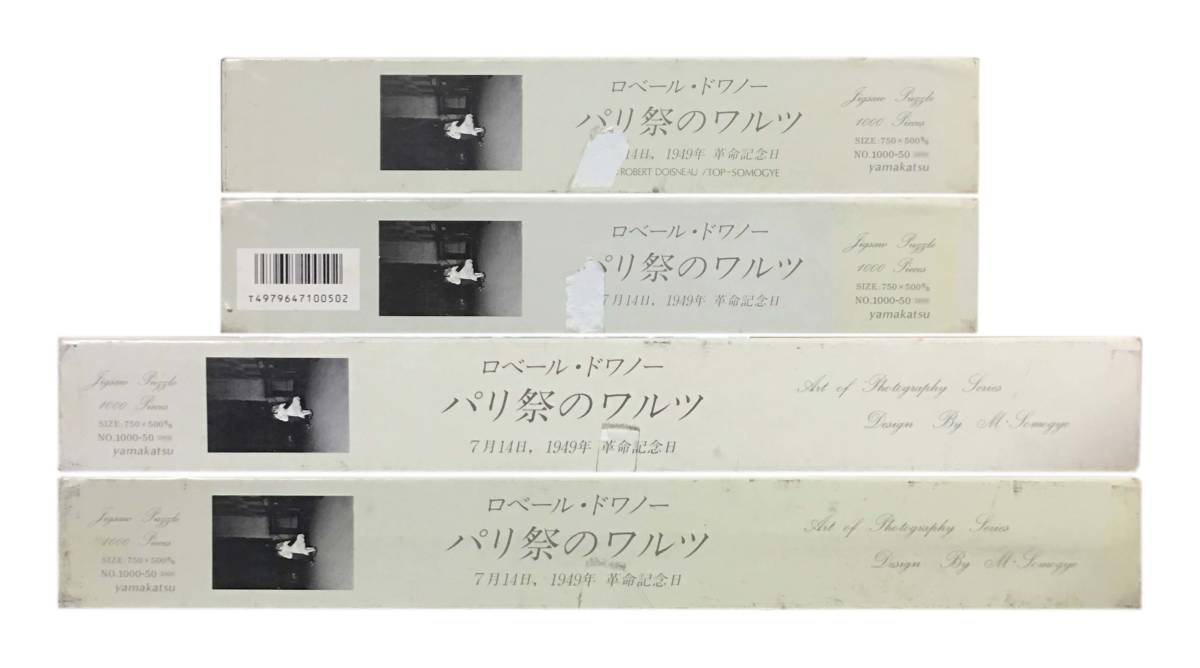 ロベール・ドワノー
パリ祭のワルツ
14日, 1949年 革命記念日
ROBERT DOISNEAU /TOP-SOMOGYE
Jigsaw Puzzle
1000 Pieces
SIZE:750×500%
NO.1000-50
yamakatsu
T4979647100502
ロベール・ドワノー
パリ祭のワルツ
7月14日, 1949年 革命記念日
Jigsaw Puzzle
1000 Pieces
SIZE:750×500%
NO.1000-50
yamakatsu
Jigsaw Puzzle
1000 Pieces
SIZE:750×500%
NO.1000-50
yamakatsu
ロベール・ドワノー
パリ祭のワルツ
7月14日, 1949年 革命記念日
Art of Photography Series
Design By M・Somogye
Jigsaw Puzzle
1000 Pieces
SIZE:750×500%
NO.1000-50
yamakatsu
ロベール・ドワノー
パリ祭のワルツ
7月14日, 1949年 革命記念日
Art of Photography Series
Design By M・Somogye